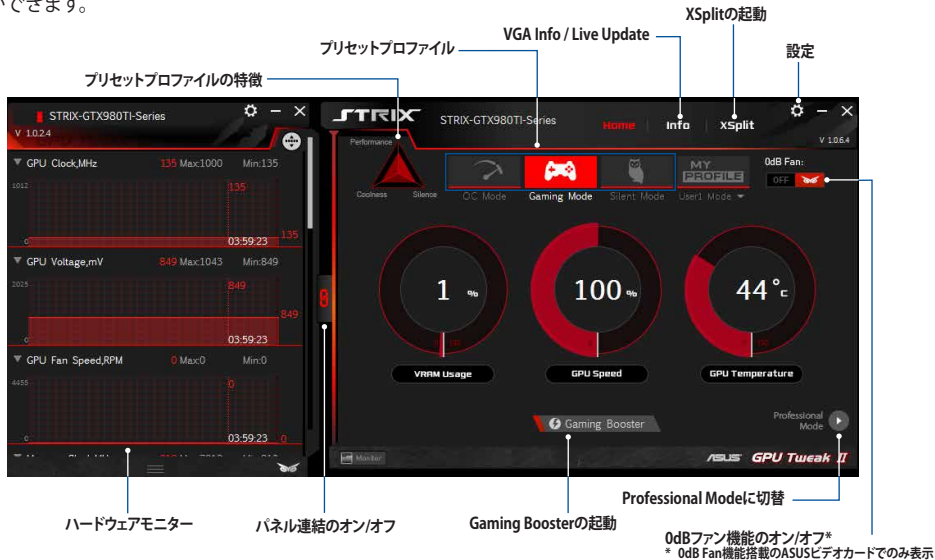 できます。
XSplitの起動
VGA Info / Live Update
プリセットプロファイル
設定
プリセットプロファイルの特徴
STRIX-GTX980TI-Series
V 1.0.2.4
GPU Clock,MHz 135 Max:1000 Min:135
1012
135
135
0
03:59:23
GPU Voltage,mV 849 Max:1043 Min:849
2025
849
849
0
03:59:23
GPU Fan Speed,RPM 0 Max:0 Min:0
4455
0
03:59:23
0
0
STRIX
STRIX-GTX980TI-Series
Home Info XSplit
V 1.0.6.4
Performance
Coolness Silence
OC Mode
Gaming Mode
Silent Mode
MY PROFILE
User1 Mode
0dB Fan:
OFF
1 %
100 %
44°c
VRAM Usage
GPU Speed
GPU Temperature
Gaming Booster
Professional
Mode
Monitor
ASUS GPU Tweak II
ハードウェアモニター
パネル連結のオン/オフ
Gaming Boosterの起動
Professional Modeに切替
0dBファン機能のオン/オフ*
* 0dB Fan機能搭載のASUSビデオカードでのみ表示